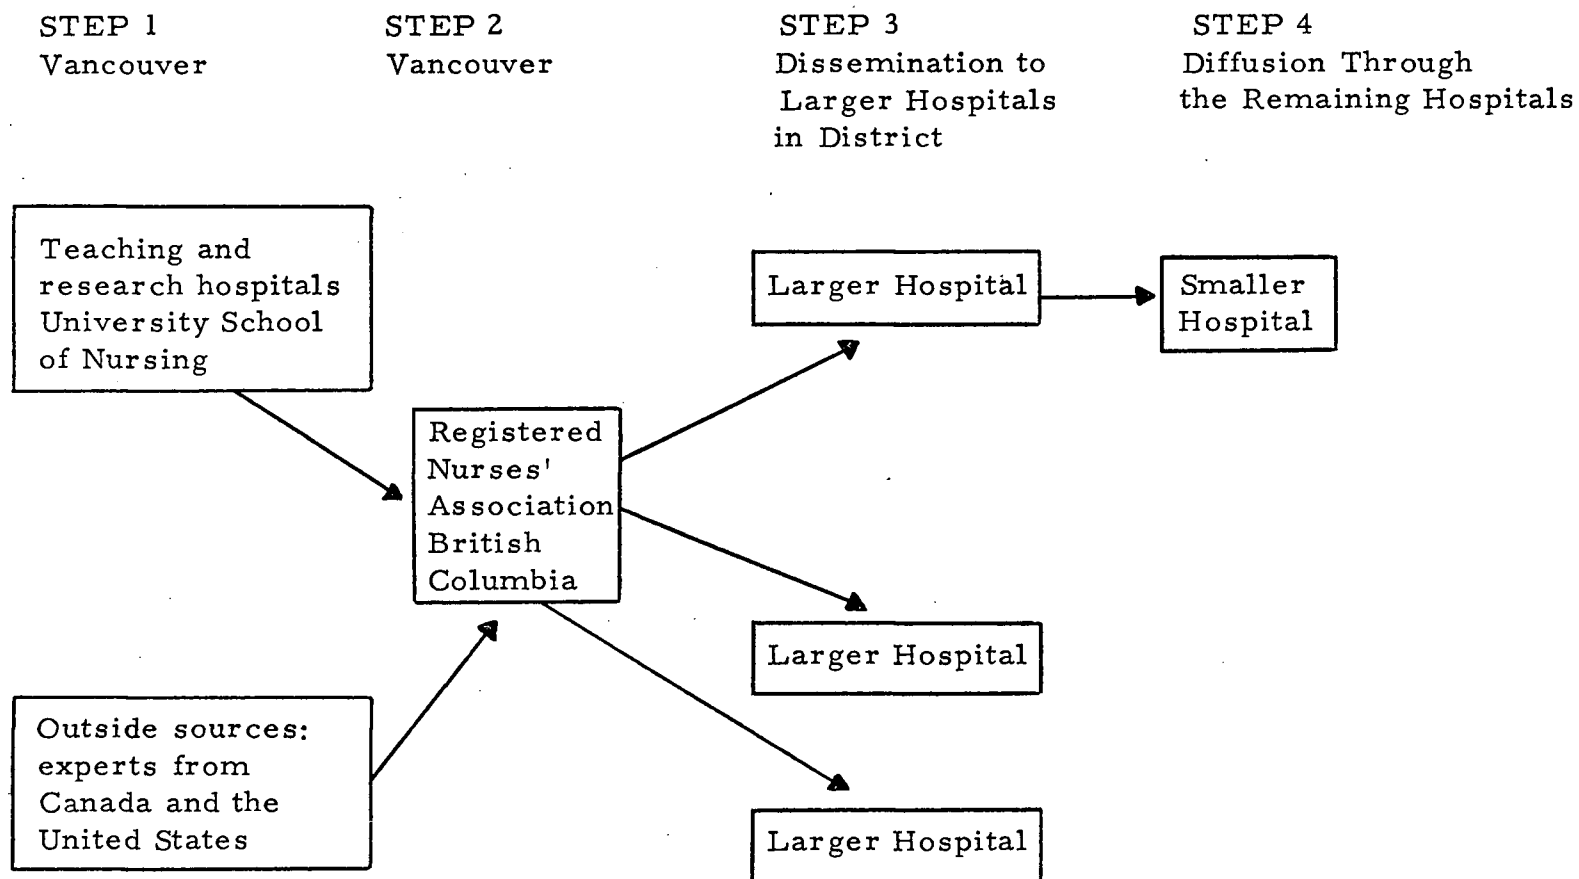 STEP 1
Vancouver
STEP 2
Vancouver
STEP 3
Dissemination to
Larger Hospitals
in District
STEP 4
Diffusion Through
the Remaining Hospitals
Teaching and
research hospitals
University School
of Nursing
Registered
Nurses'
Association
British
Columbia
Outside sources:
experts from
Canada and the
United States
Larger Hospital
Larger Hospital
Larger Hospital
Smaller
Hospital